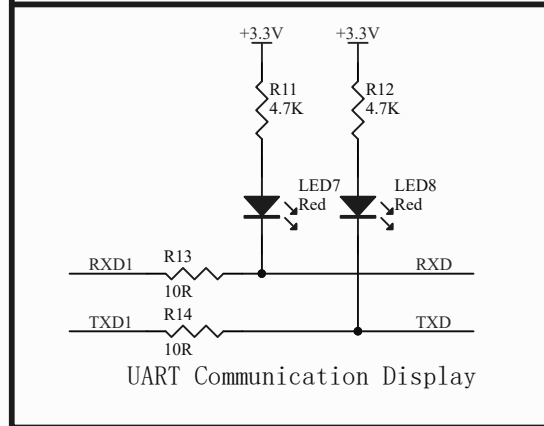 +3.3V +3.3V
R11 R12
4.7K 4.7K
LED7 LED8
Red Red
RXD1 R13 RXD
10R
TXD1 R14 TXD
10R
UART Communication Display